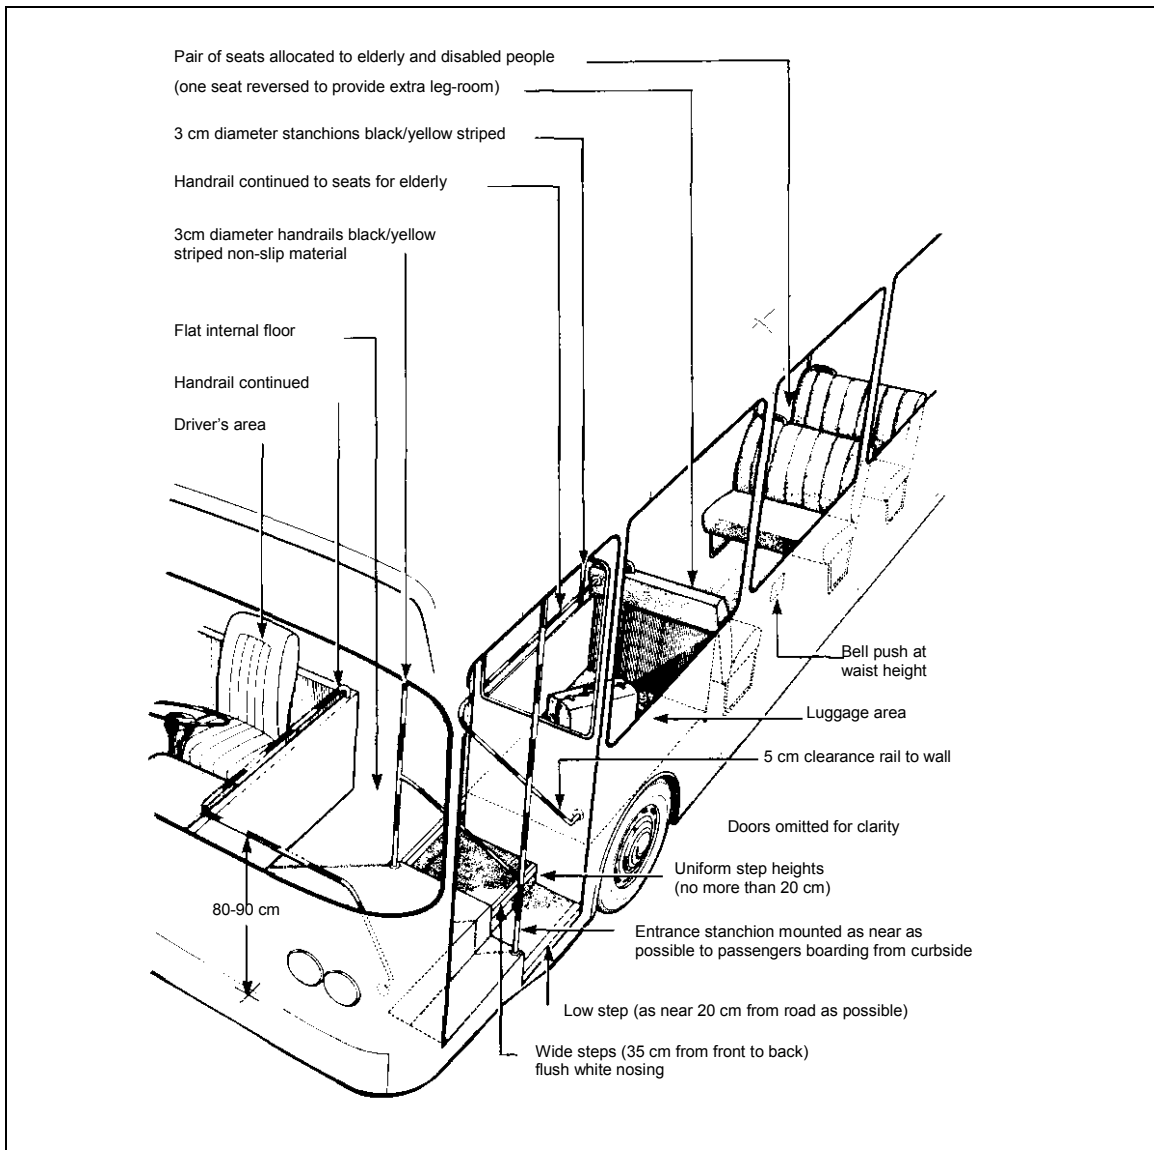 Pair of seats allocated to elderly and disabled people
(one seat reversed to provide extra leg-room)
3 cm diameter stanchions black/yellow striped
Handrail continued to seats for elderly
3cm diameter handrails black/yellow
striped non-slip material
Flat internal floor
Handrail continued
Driver's area
Bell push at
waist height
Luggage area
5 cm clearance rail to wall
Doors omitted for clarity
Uniform step heights
(no more than 20 cm)
80-90 cm
Entrance stanchion mounted as near as
possible to passengers boarding from curbside
Low step (as near 20 cm from road as possible)
Wide steps (35 cm from front to back)
flush white nosing